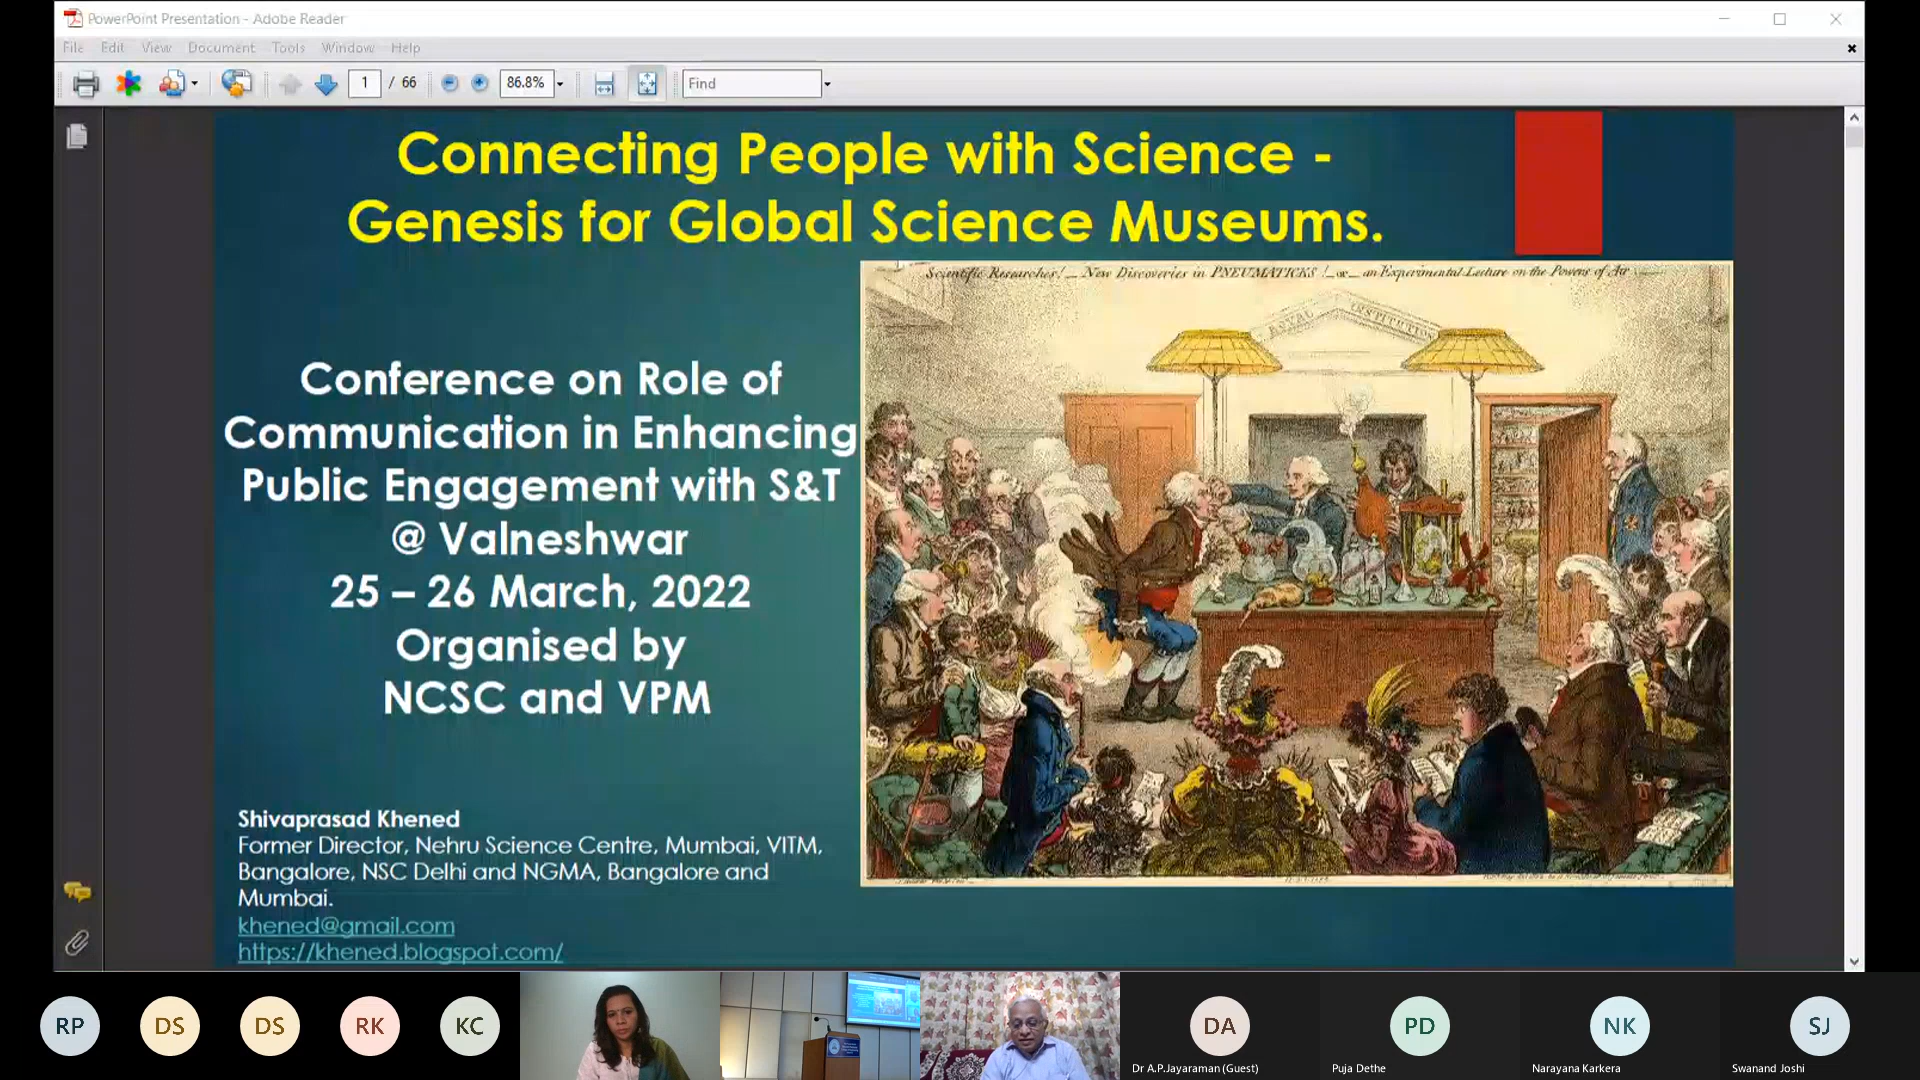 PowerPoint Presentation - Adobe Reader
File Edit View Document Tools Window Help
1 / 66 86.8% Find
Connecting People with Science -
Genesis for Global Science Museums.
Scientific Researches! — New Discoveries in PNEUMATICKS! — or — an Experimental Lecture on the Powers of Air —
ROYAL INSTITUTION
Conference on Role of
Communication in Enhancing
Public Engagement with S&T
@ Valneshwar
25 – 26 March, 2022
Organised by
NCSC and VPM
Shivaprasad Khened
Former Director, Nehru Science Centre, Mumbai, VITM,
Bangalore, NSC Delhi and NGMA, Bangalore and
Mumbai.
khened@gmail.com
https://khened.blogspot.com/
RP DS DS RK KC DA PD NK SJ
Dr A.P.Jayaraman (Guest) Puja Dethe Narayana Karkera Swanand Joshi